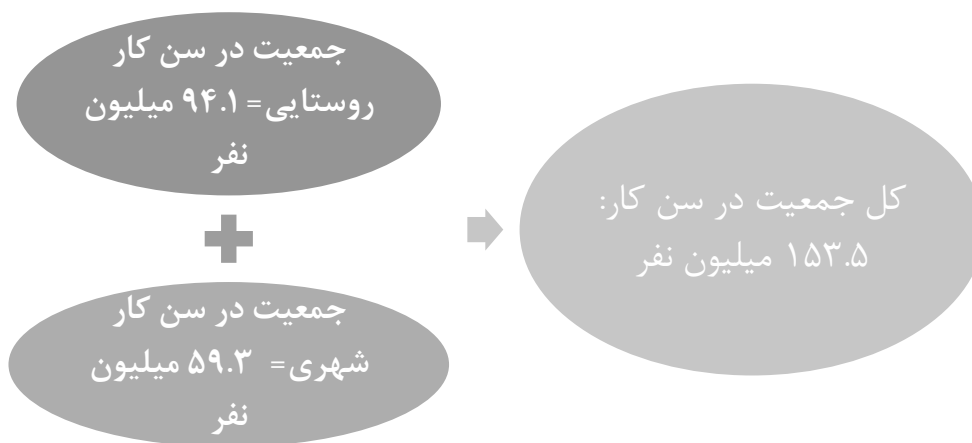 جمعیت در سن کار
روستایی= ۹۴.۱ میلیون
نفر
جمعیت در سن کار
شهری= ۵۹.۳ میلیون
نفر
کل جمعیت در سن کار:
۱۵۳.۵ میلیون نفر